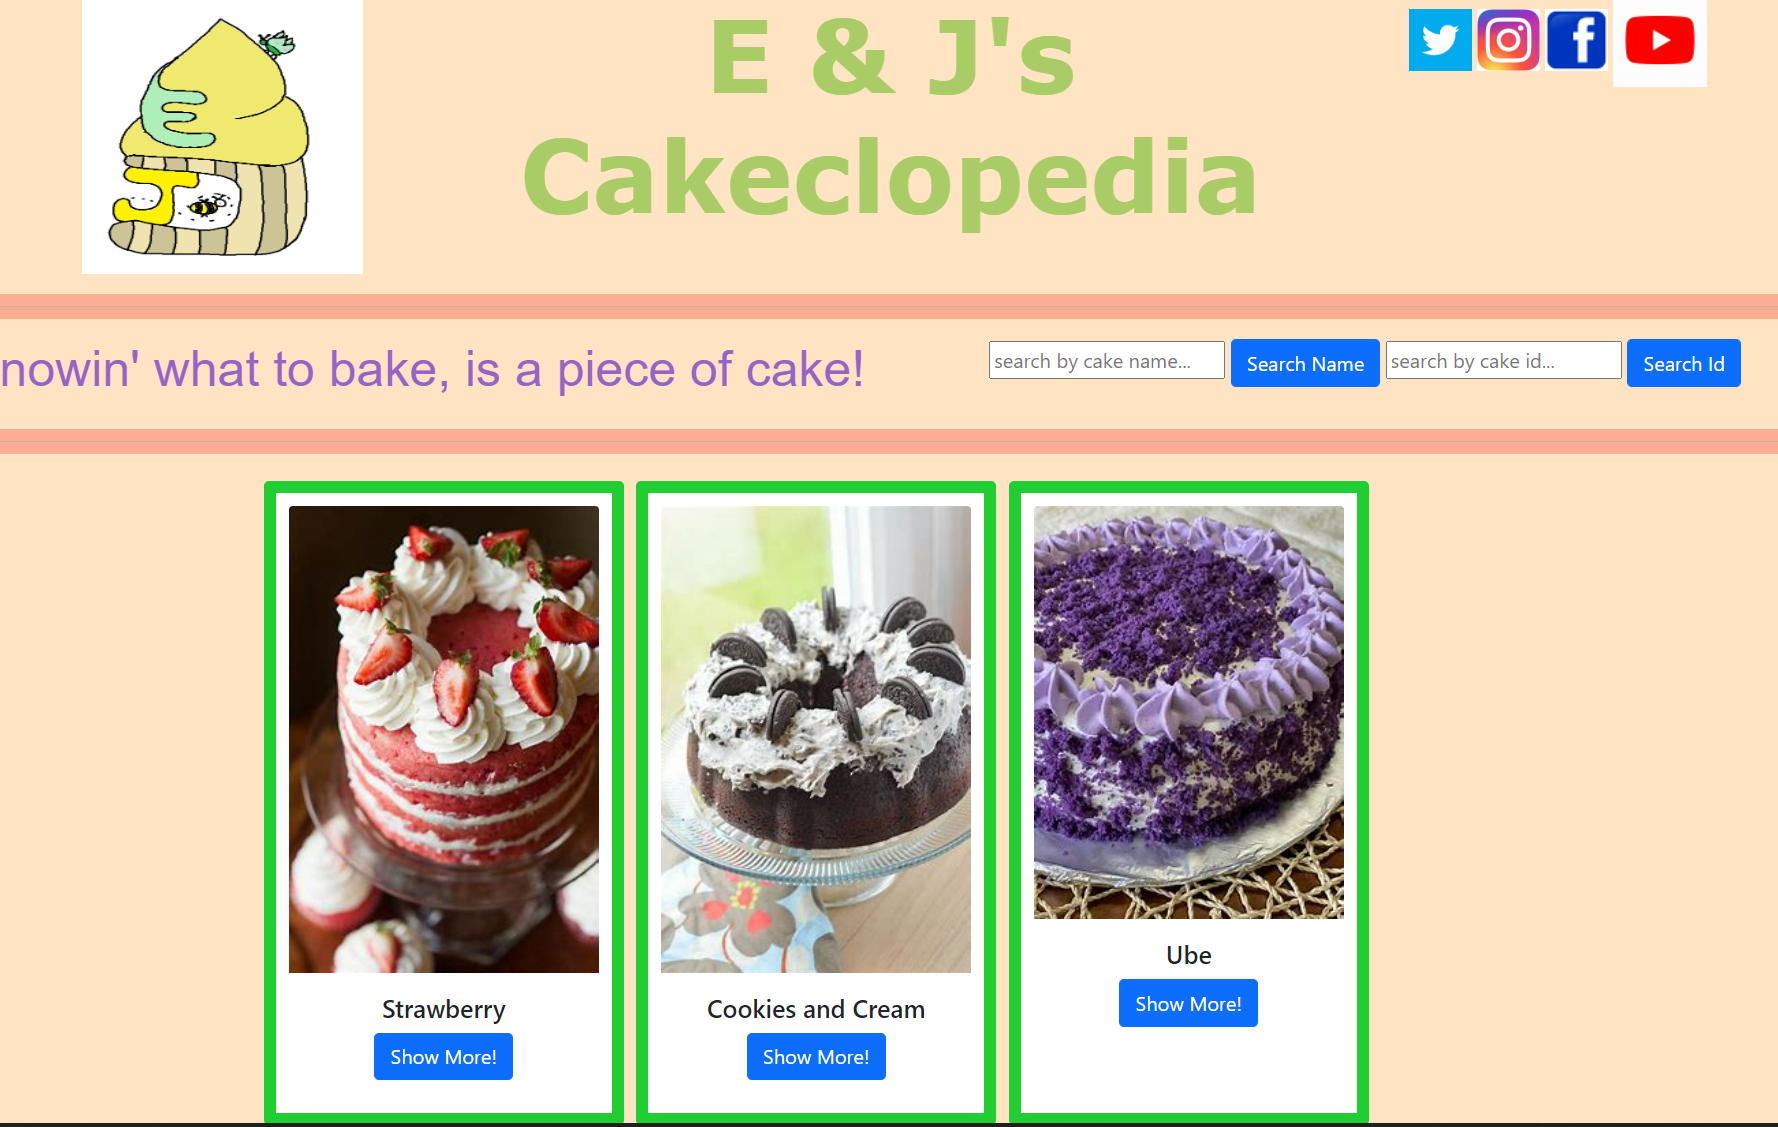 E & J's
Cakeclopedia
nowin' what to bake, is a piece of cake!
search by cake name... Search Name search by cake id... Search Id
Strawberry
Show More!
Cookies and Cream
Show More!
Ube
Show More!